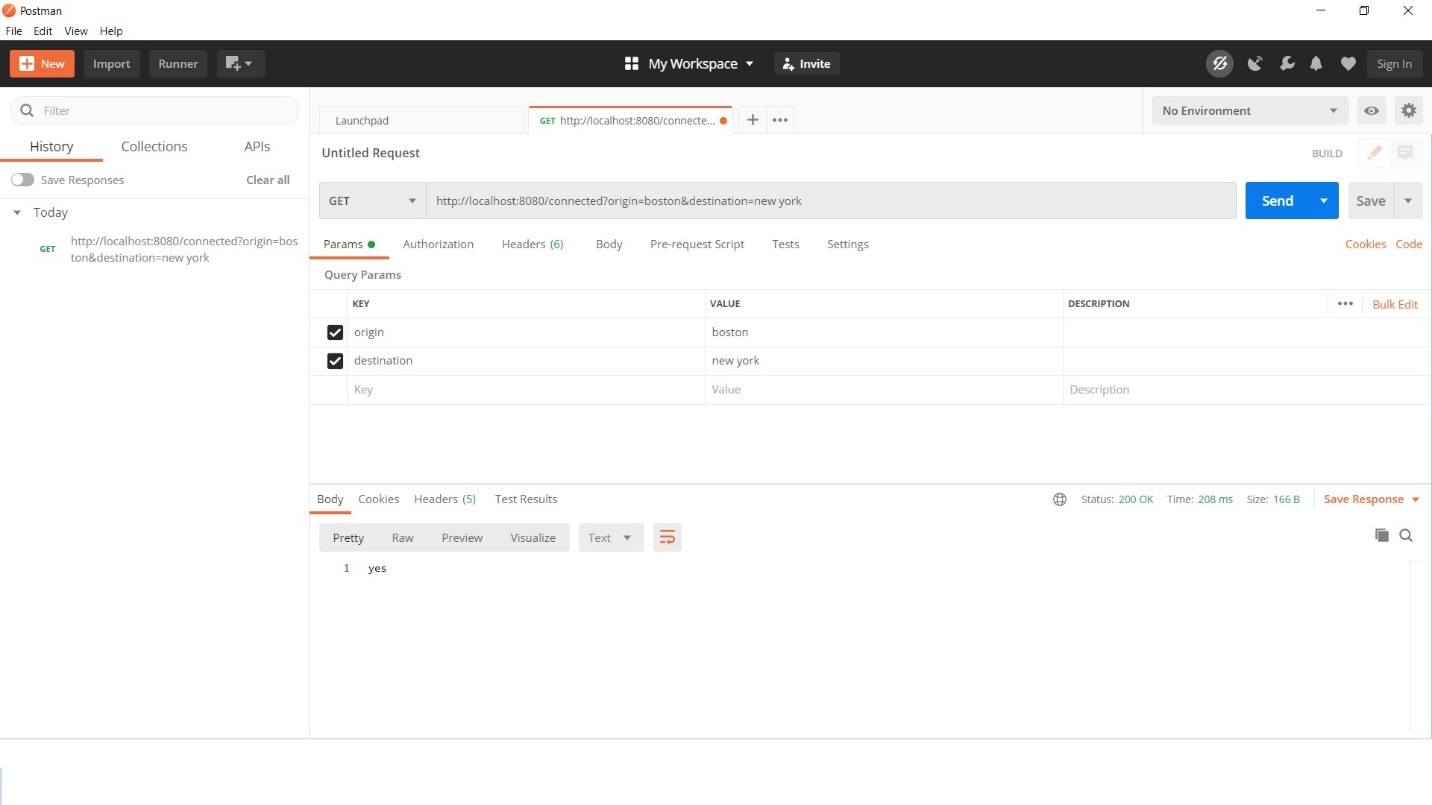 Postman
File Edit View Help
New Import Runner My Workspace Invite Sign In
Filter
History Collections APIs
Save Responses Clear all
Today
GET http://localhost:8080/connected?origin=bos
ton&destination=new york
Launchpad GET http://localhost:8080/connecte... No Environment
Untitled Request BUILD
GET http://localhost:8080/connected?origin=boston&destination=new york Send Save
Params Authorization Headers (6) Body Pre-request Script Tests Settings Cookies Code
Query Params
KEY VALUE DESCRIPTION Bulk Edit
origin boston
destination new york
Key Value Description
Body Cookies Headers (5) Test Results Status: 200 OK Time: 208 ms Size: 166 B Save Response
Pretty Raw Preview Visualize Text
1 yes